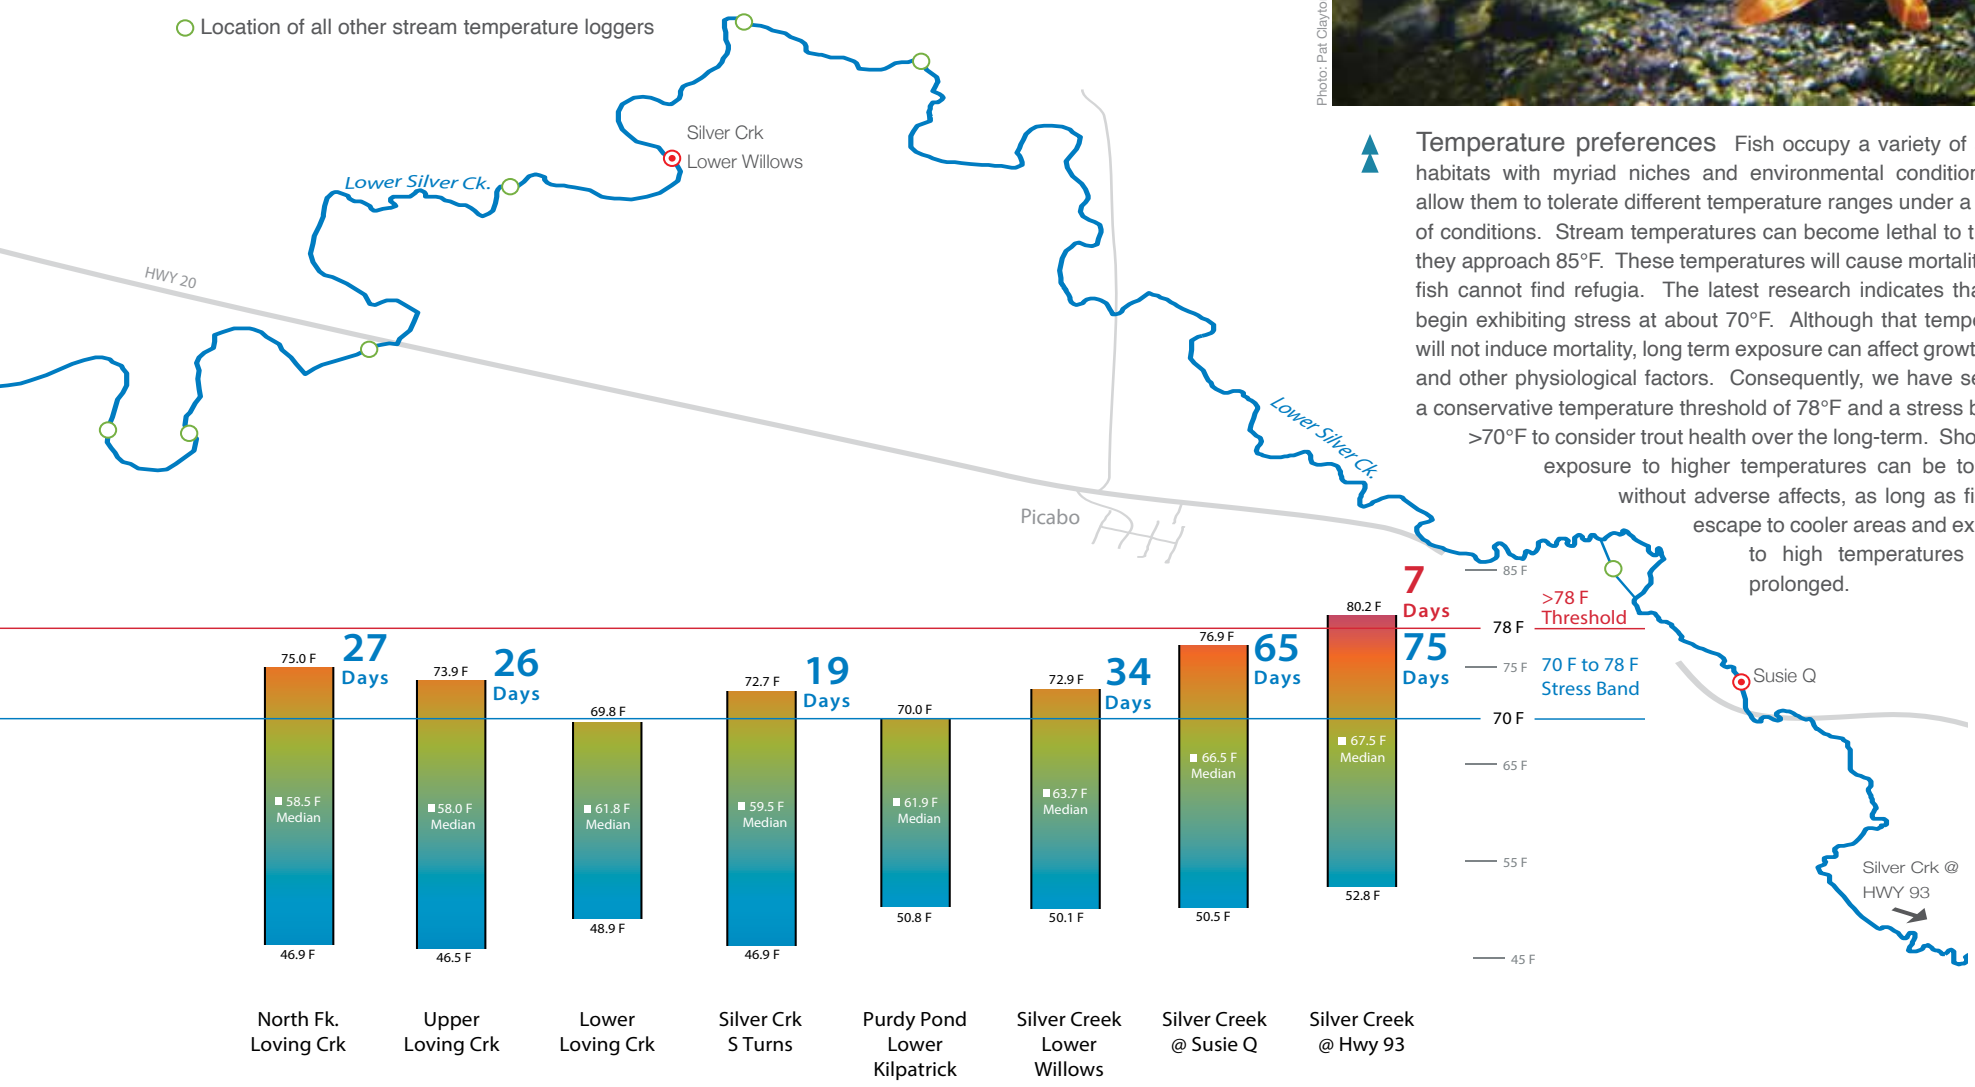 Location of all other stream temperature loggers
Photo: Pat Clayto
Silver Crk
Lower Willows
Lower Silver Ck.
HWY 20
Temperature preferences Fish occupy a variety of
habitats with myriad niches and environmental condition
allow them to tolerate different temperature ranges under a
of conditions. Stream temperatures can become lethal to t
they approach 85°F. These temperatures will cause mortalit
fish cannot find refugia. The latest research indicates tha
begin exhibiting stress at about 70°F. Although that tempe
will not induce mortality, long term exposure can affect growt
and other physiological factors. Consequently, we have se
a conservative temperature threshold of 78°F and a stress b
>70°F to consider trout health over the long-term. Sho
exposure to higher temperatures can be to
without adverse affects, as long as fi
escape to cooler areas and ex
to high temperatures
prolonged.
Lower Silver Ck.
Picabo
Susie Q
Silver Crk @
HWY 93
85 F
>78 F
Threshold
78 F
75 F
70 F to 78 F
Stress Band
70 F
65 F
55 F
45 F
75.0 F
27
Days
58.5 F
Median
46.9 F
North Fk.
Loving Crk
73.9 F
26
Days
58.0 F
Median
46.5 F
Upper
Loving Crk
69.8 F
61.8 F
Median
48.9 F
Lower
Loving Crk
72.7 F
19
Days
59.5 F
Median
46.9 F
Silver Crk
S Turns
70.0 F
61.9 F
Median
50.8 F
Purdy Pond
Lower
Kilpatrick
72.9 F
34
Days
63.7 F
Median
50.1 F
Silver Creek
Lower
Willows
76.9 F
65
Days
66.5 F
Median
50.5 F
Silver Creek
@ Susie Q
80.2 F
7
Days
75
Days
67.5 F
Median
52.8 F
Silver Creek
@ Hwy 93